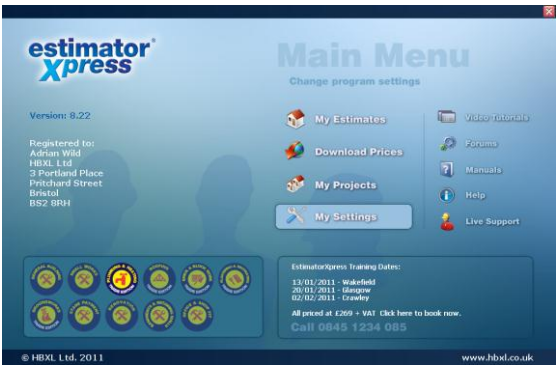 estimator
Xpress
Main Menu
Change program settings
Version: 8.22
Registered to:
Adrian Wild
HBXL Ltd
3 Portland Place
Pritchard Street
Bristol
BS2 8RH
My Estimates
Download Prices
My Projects
My Settings
Video Tutorials
Forums
Manuals
Help
Live Support
EstimatorXpress Training Dates:
13/01/2011 - Wakefield
20/01/2011 - Glasgow
02/02/2011 - Crawley
All priced at £269 + VAT Click here to book now.
Call 0845 1234 085
© HBXL Ltd. 2011
www.hbxl.co.uk